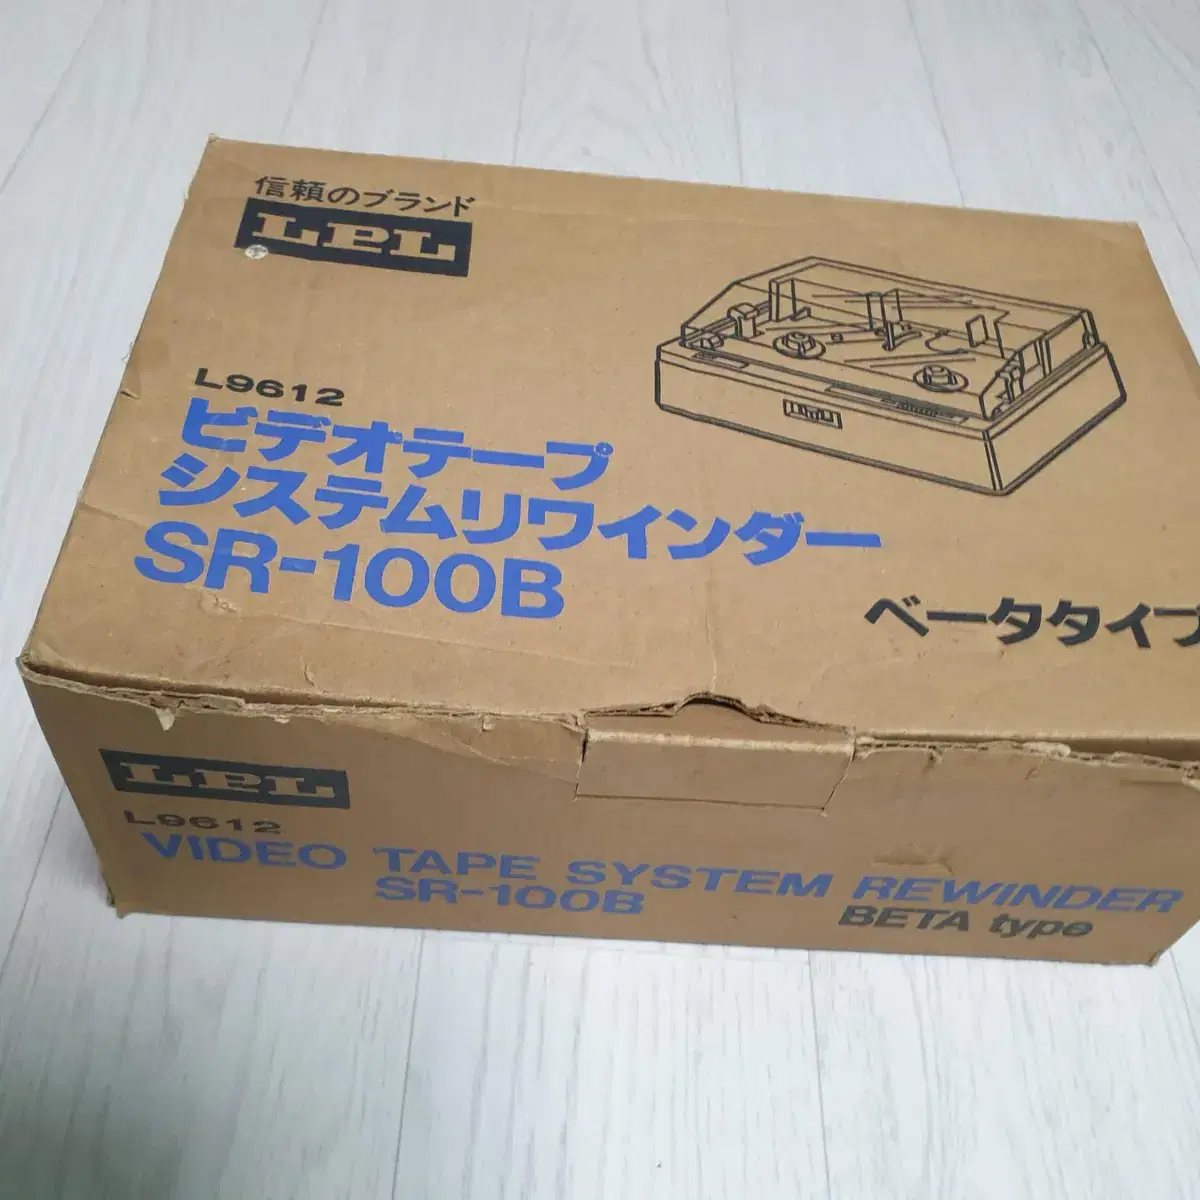 信頼のブランド
LPL
L9612
ビデオテープ
システムリワインダー
SR-100B
ベータタイプ
LPL
L9612
VIDEO TAPE SYSTEM REWINDER
SR-100B
BETA type